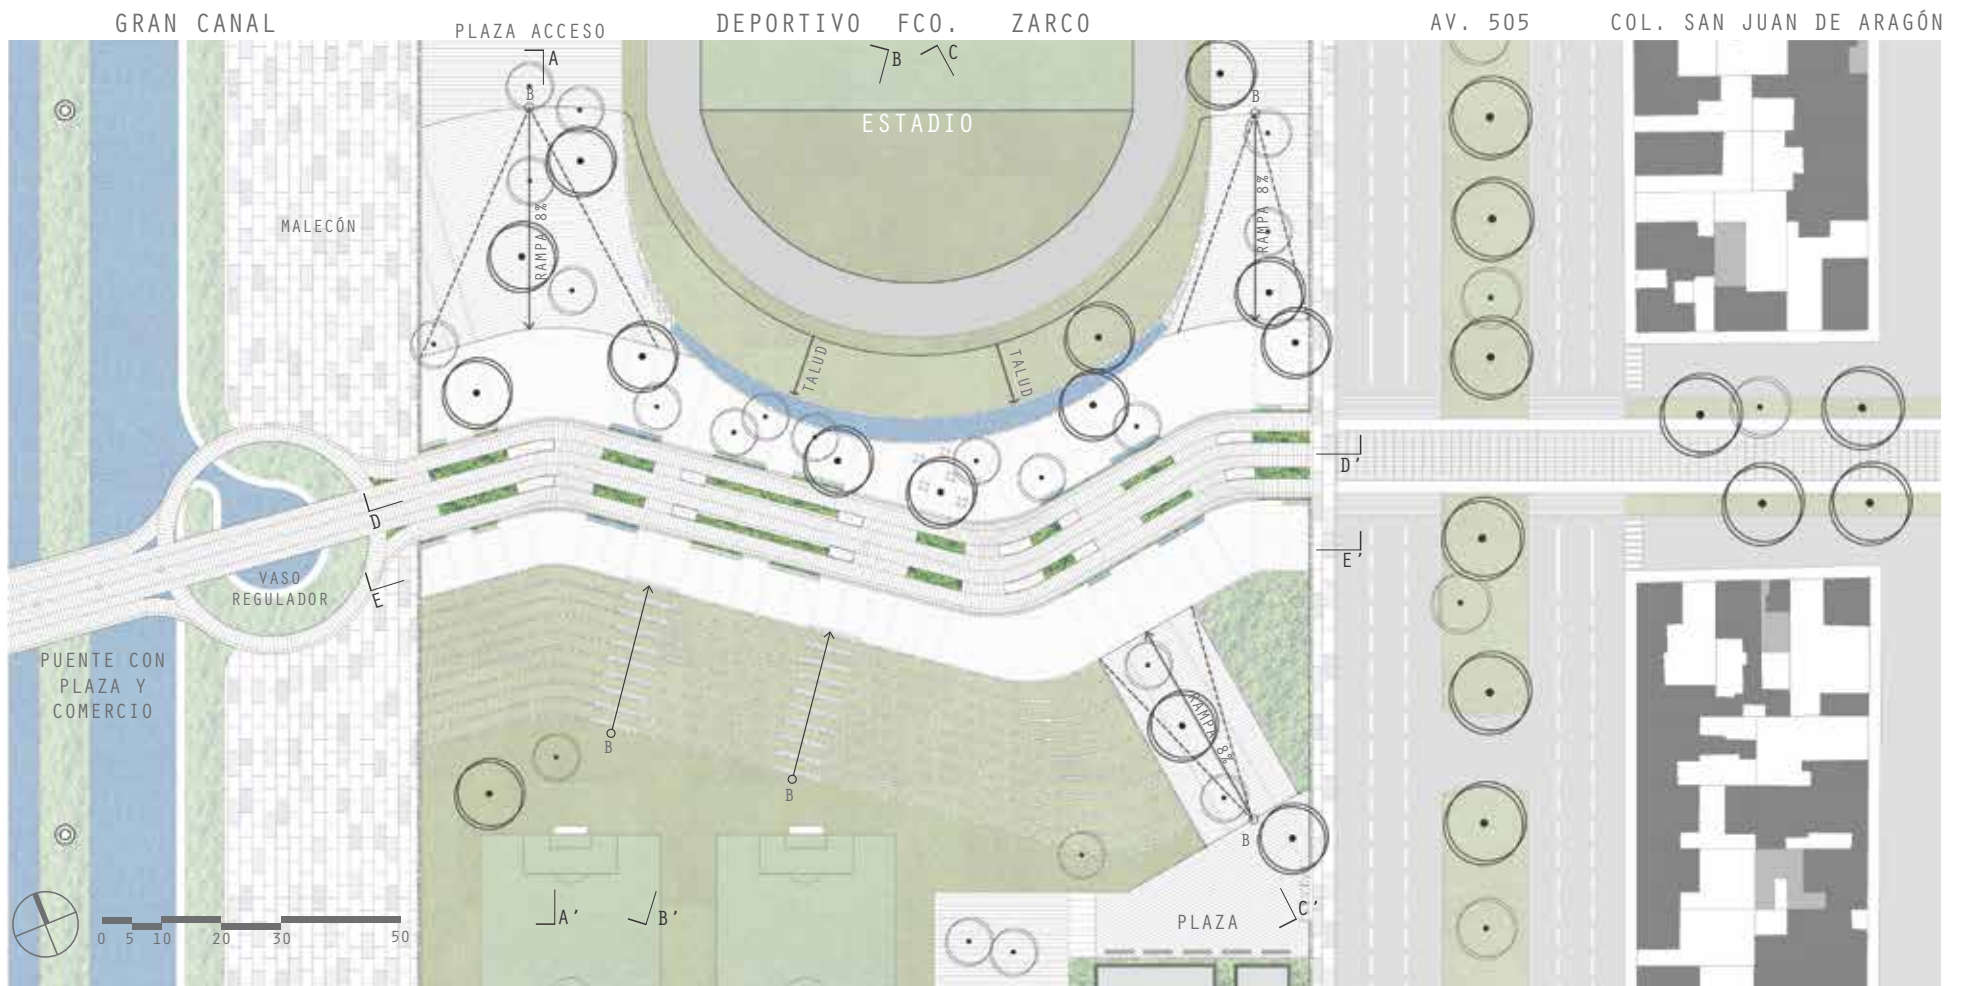 GRAN CANAL
PLAZA ACCESO
DEPORTIVO FCO. ZARCO
AV. 505
COL. SAN JUAN DE ARAGÓN
A
B
C
B
B
ESTADIO
RAMPA 8%
RAMPA 8%
MALECÓN
TALUD
TALUD
D
D'
E
E'
VASO
REGULADOR
PUENTE CON
PLAZA Y
COMERCIO
RAMPA 8%
B
B
B
A'
B'
C'
PLAZA
0 5 10 20 30 50